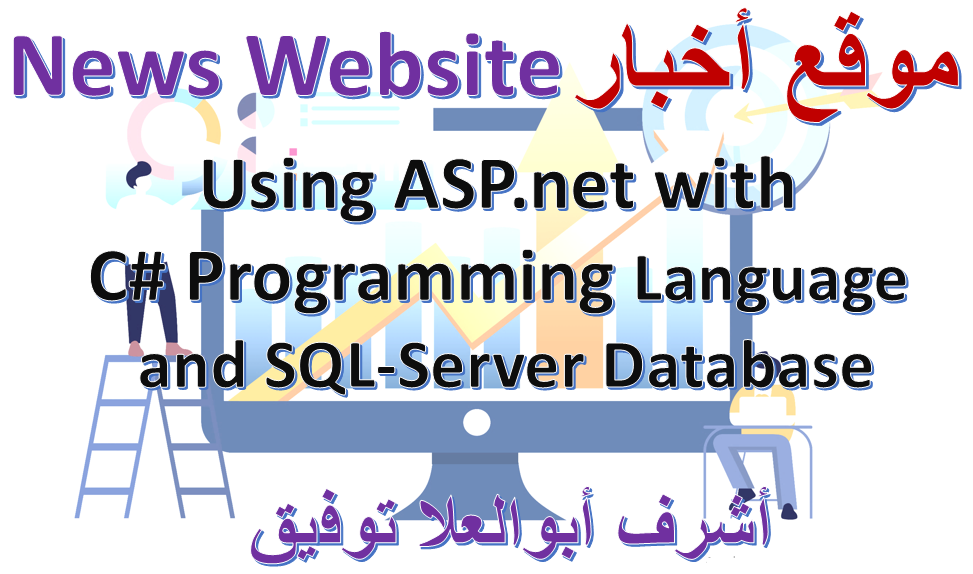 News Website موقع أخبار
Using ASP.net with
C# Programming Language
and SQL-Server Database
أشرف أبوالعلا توفيق